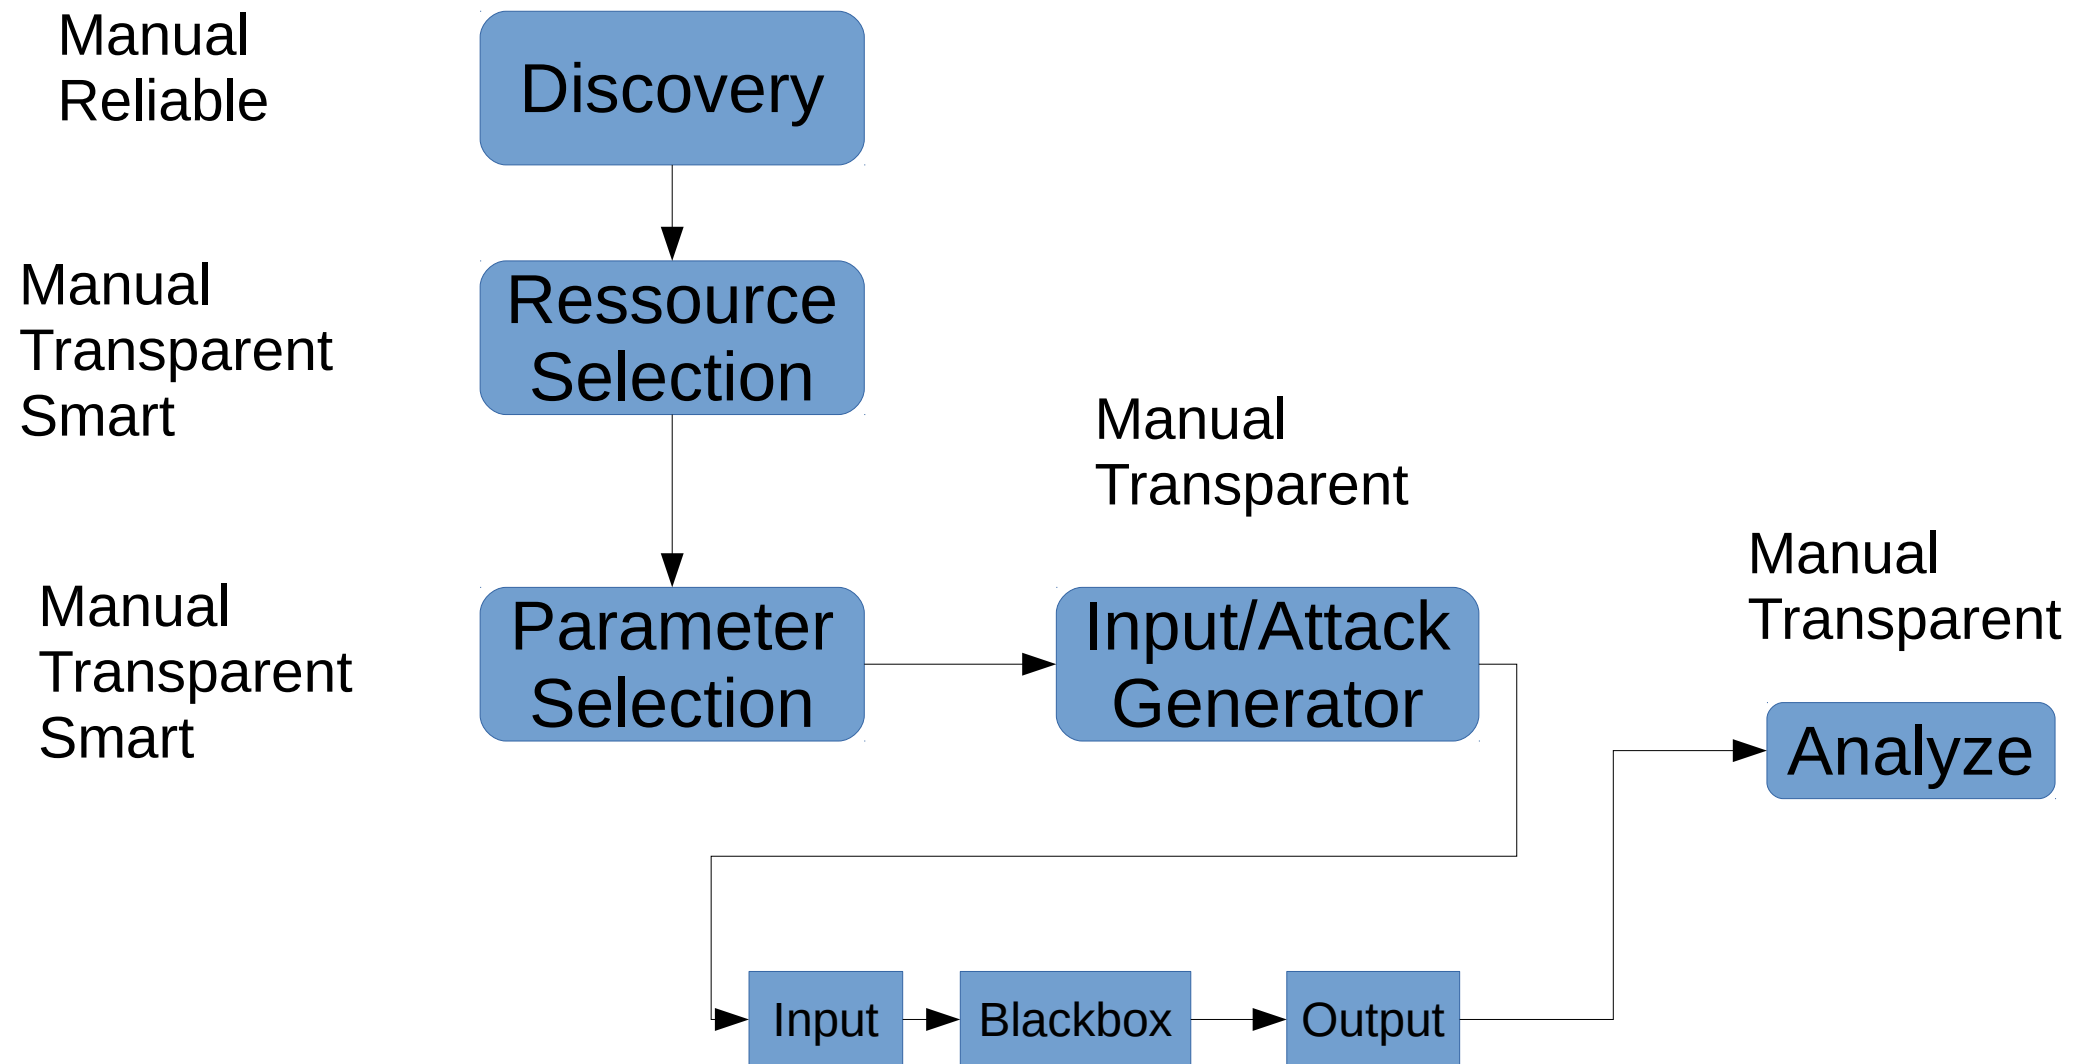 Manual
Reliable
Discovery
Manual
Transparent
Smart
Ressource
Selection
Manual
Transparent
Manual
Transparent
Smart
Parameter
Selection
Input/Attack
Generator
Manual
Transparent
Analyze
Input
Blackbox
Output